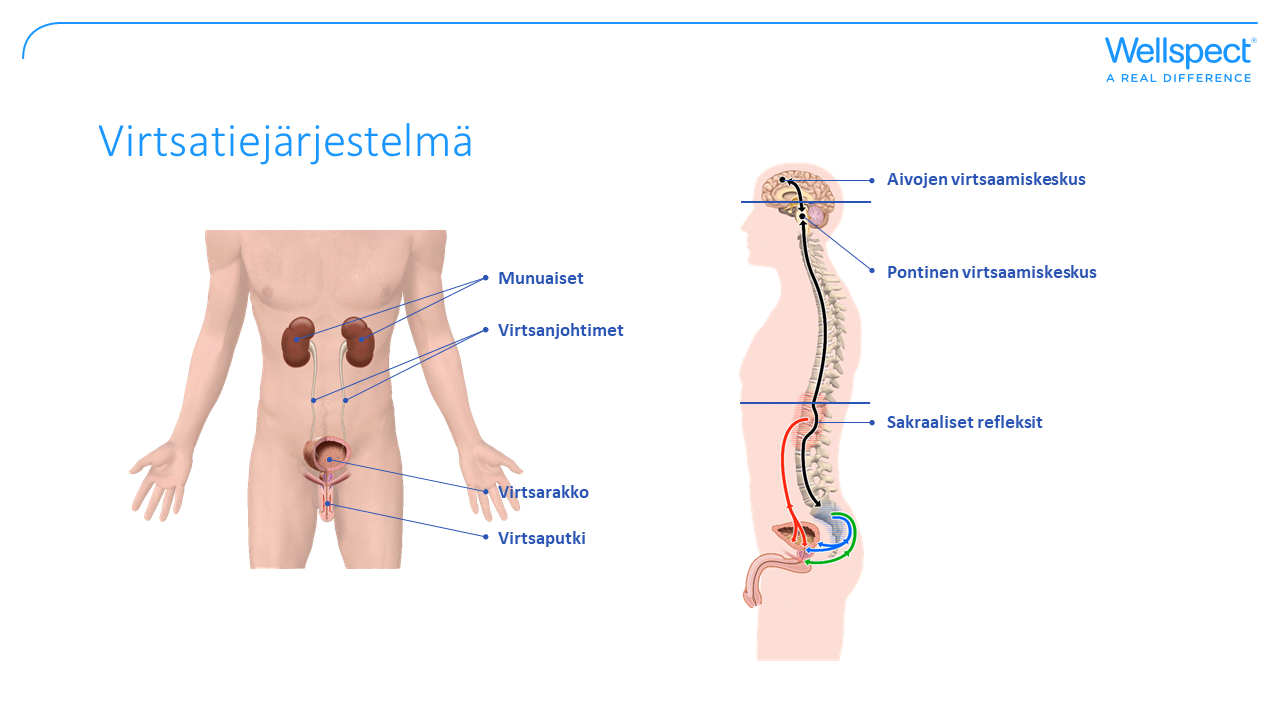 Wellspect®
A REAL DIFFERENCE
Virtsatiejärjestelmä
Munuaiset
Virtsanjohtimet
Virtsarakko
Virtsaputki
Aivojen virtsaamiskeskus
Pontinen virtsaamiskeskus
Sakraaliset refleksit